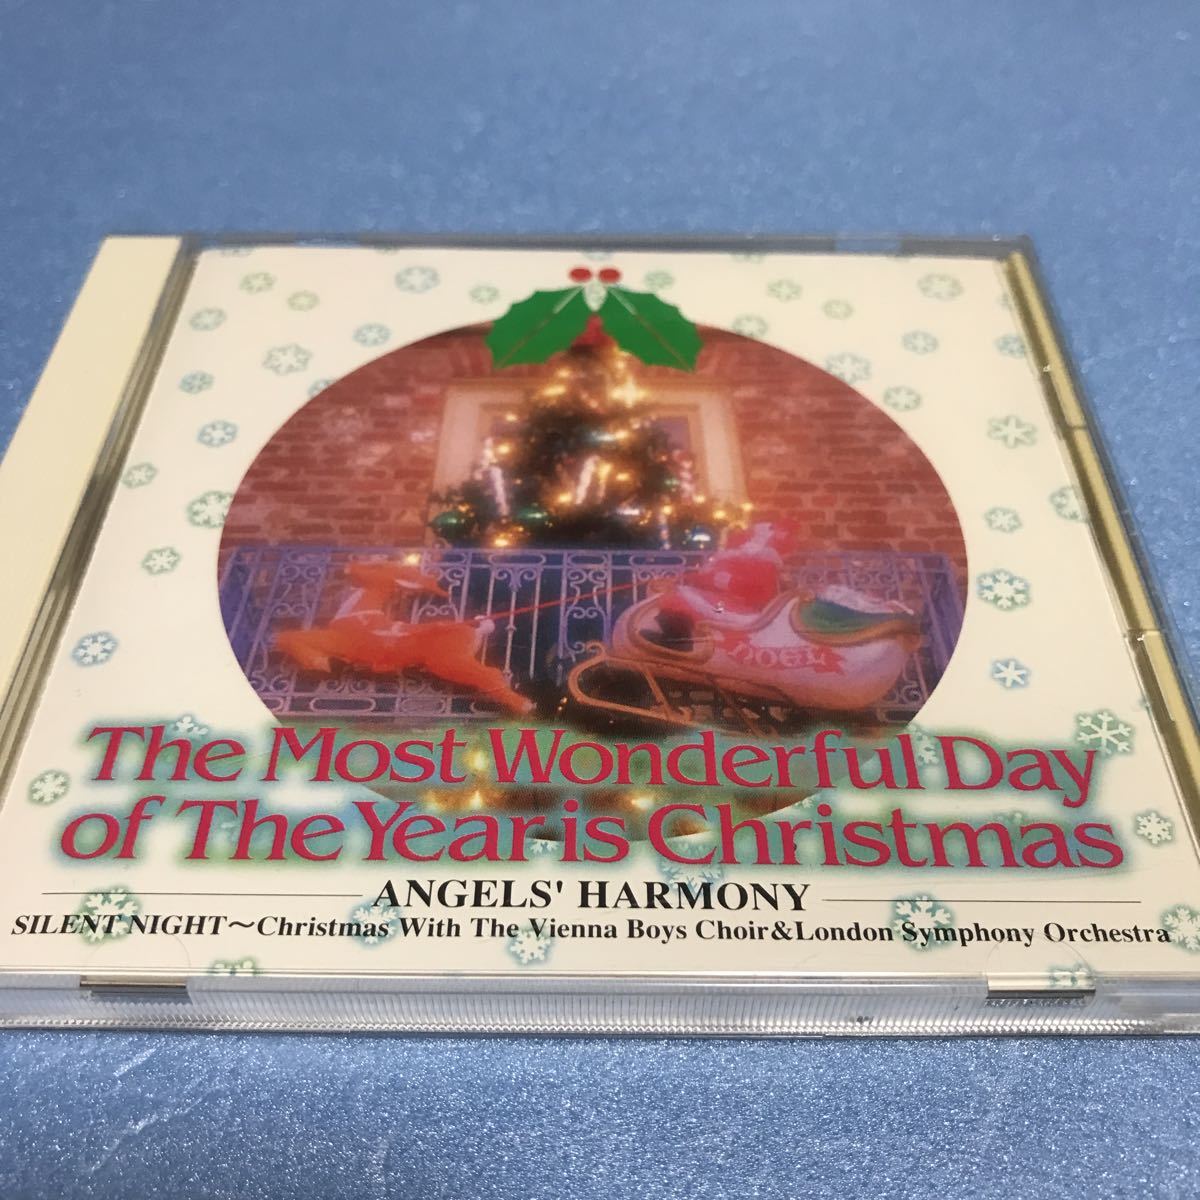 NOEL
The Most Wonderful Day
of The Year is Christmas
ANGELS' HARMONY
SILENT NIGHT～Christmas With The Vienna Boys Choir&London Symphony Orchestra